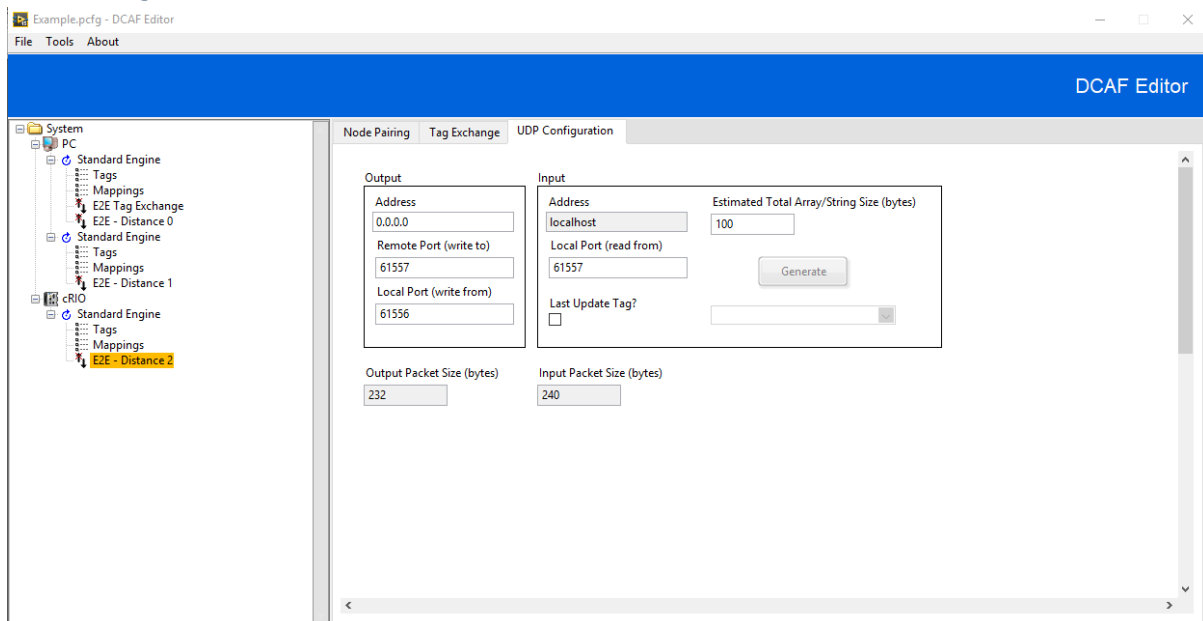 Example.pcfg - DCAF Editor
File Tools About
DCAF Editor
System
PC
Standard Engine
Tags
Mappings
E2E Tag Exchange
E2E - Distance 0
Standard Engine
Tags
Mappings
E2E - Distance 1
cRIO
Standard Engine
Tags
Mappings
E2E - Distance 2
Node Pairing Tag Exchange UDP Configuration
Output
Address
0.0.0.0
Remote Port (write to)
61557
Local Port (write from)
61556
Input
Address
localhost
Local Port (read from)
61557
Last Update Tag?
Estimated Total Array/String Size (bytes)
100
Generate
Output Packet Size (bytes)
232
Input Packet Size (bytes)
240